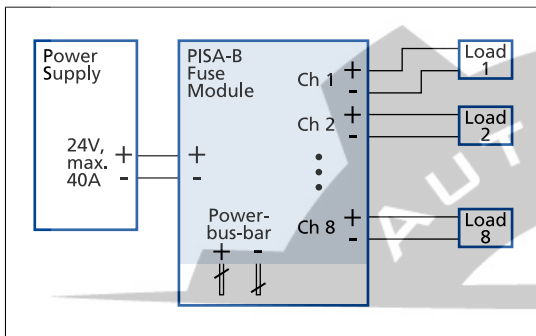 Power
Supply
24V,
max.
40A
+
-
PISA-B
Fuse
Module
+
-
Power-
bus-bar
+ -
Ch 1
+
-
Ch 2
+
-
Ch 8
+
-
Load
1
Load
2
Load
8
AUT